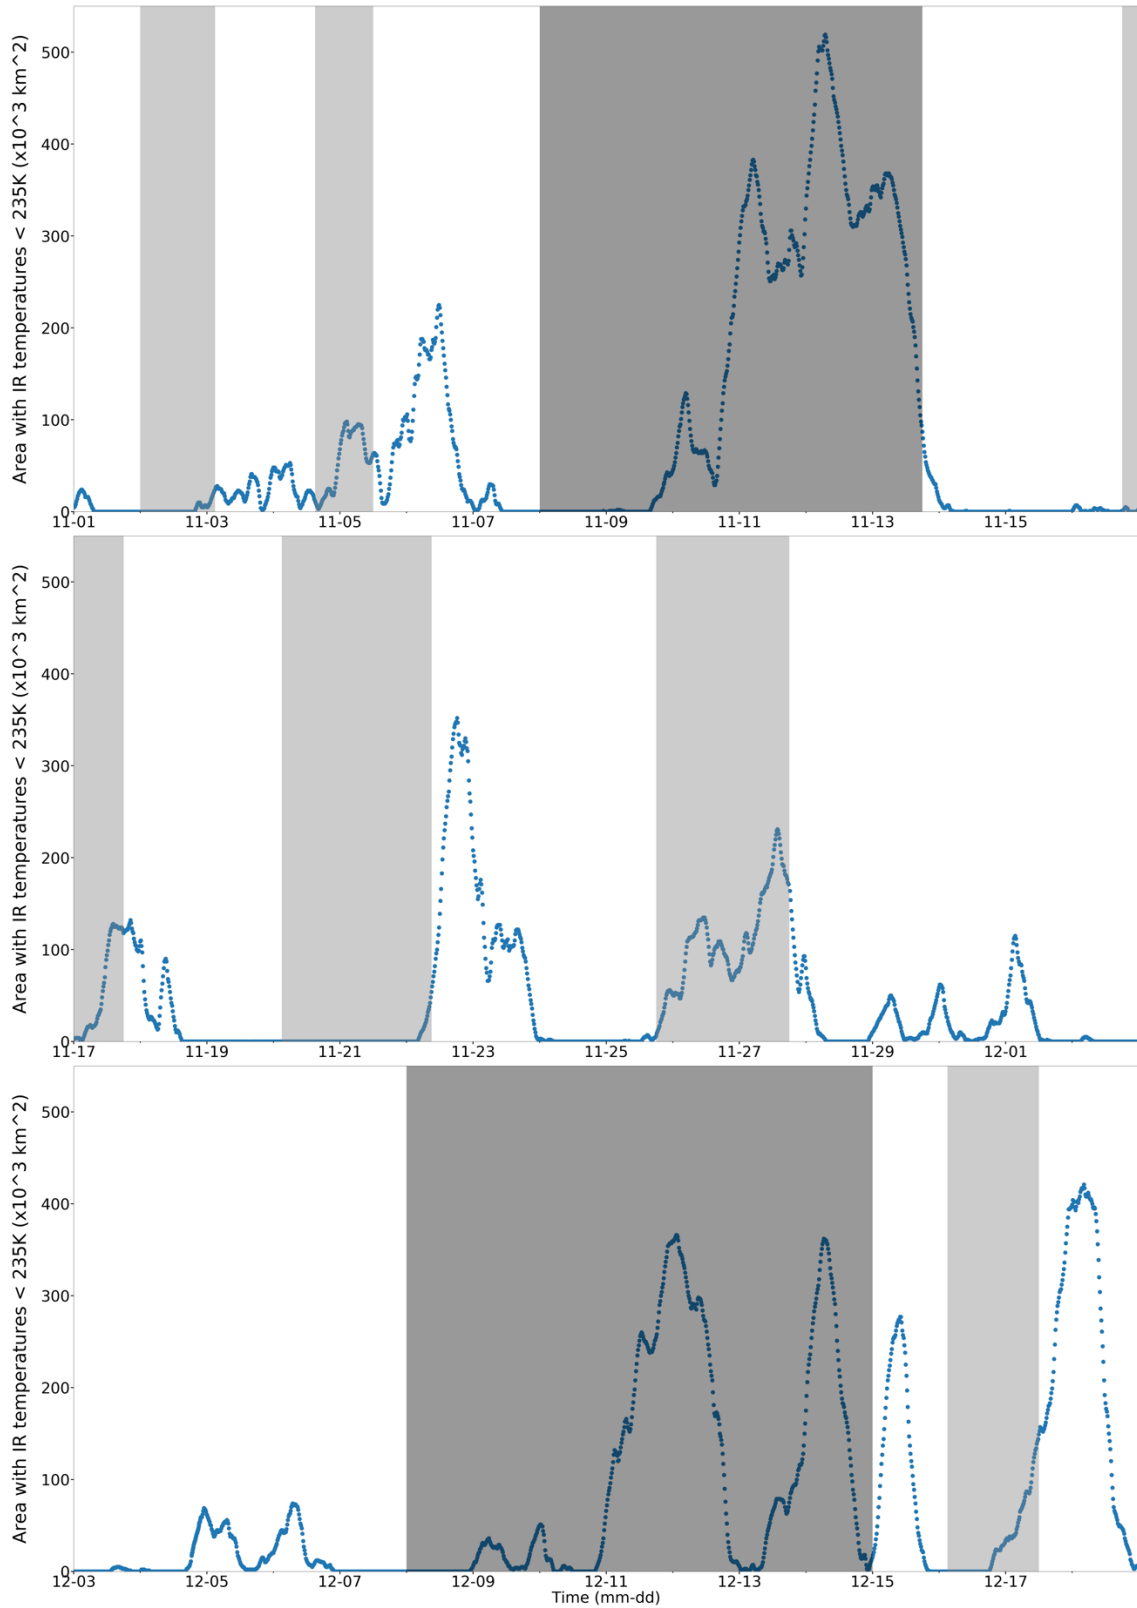 Area with IR temperatures < 235K (x10^3 km^2)
500
400
300
200
100
0
11-01 11-03 11-05 11-07 11-09 11-11 11-13 11-15
Area with IR temperatures < 235K (x10^3 km^2)
500
400
300
200
100
0
11-17 11-19 11-21 11-23 11-25 11-27 11-29 12-01
Area with IR temperatures < 235K (x10^3 km^2)
500
400
300
200
100
0
12-03 12-05 12-07 12-09 12-11 12-13 12-15 12-17
Time (mm-dd)